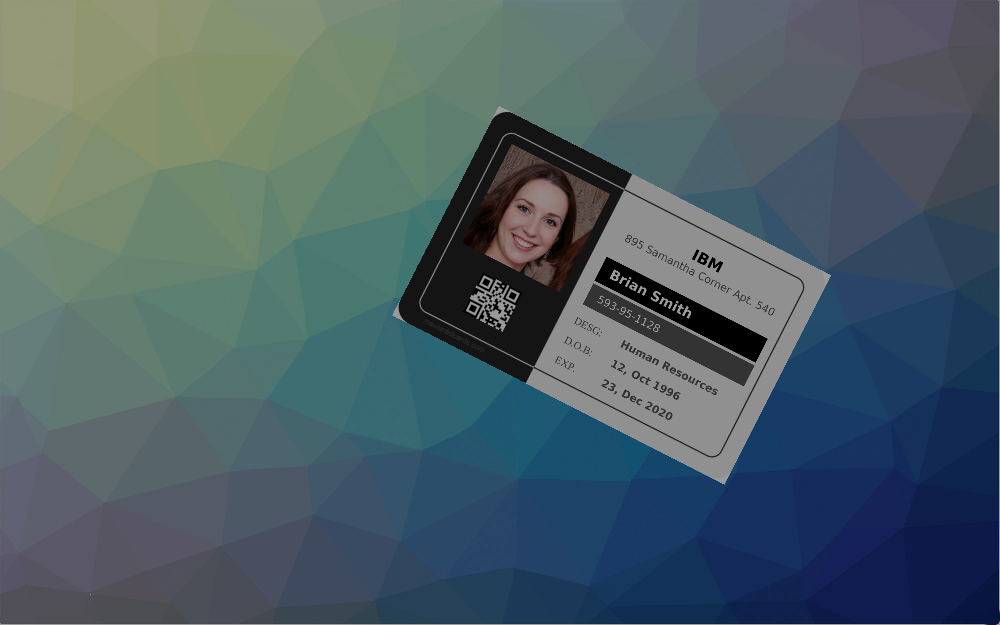 IBM
895 Samantha Corner Apt. 540
Brian Smith
593-95-1128
DESG: Human Resources
D.O.B: 12, Oct 1996
EXP. 23, Dec 2020